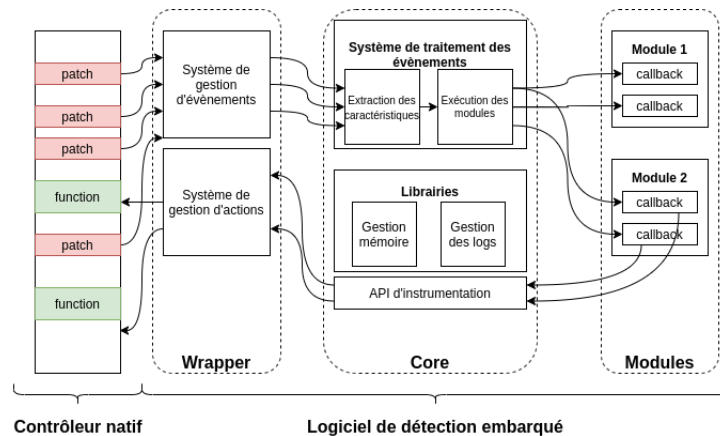 patch
patch
patch
function
patch
function
Contrôleur natif
Système de
gestion
d'évènements
Système de
gestion d'actions
Wrapper
Système de traitement des
évènements
Extraction des
caractéristiques
Exécution des
modules
Librairies
Gestion
mémoire
Gestion
des logs
API d'instrumentation
Core
Module 1
callback
callback
Module 2
callback
callback
Modules
Logiciel de détection embarqué